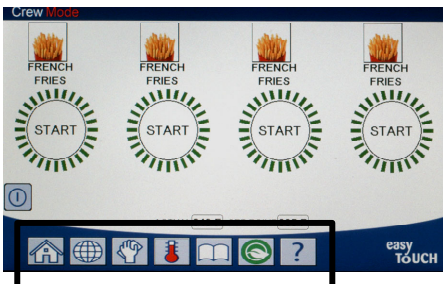 Crew Mode
FRENCH FRENCH FRENCH FRENCH
FRIES FRIES FRIES FRIES
START START START START
?
easy
TOUCH